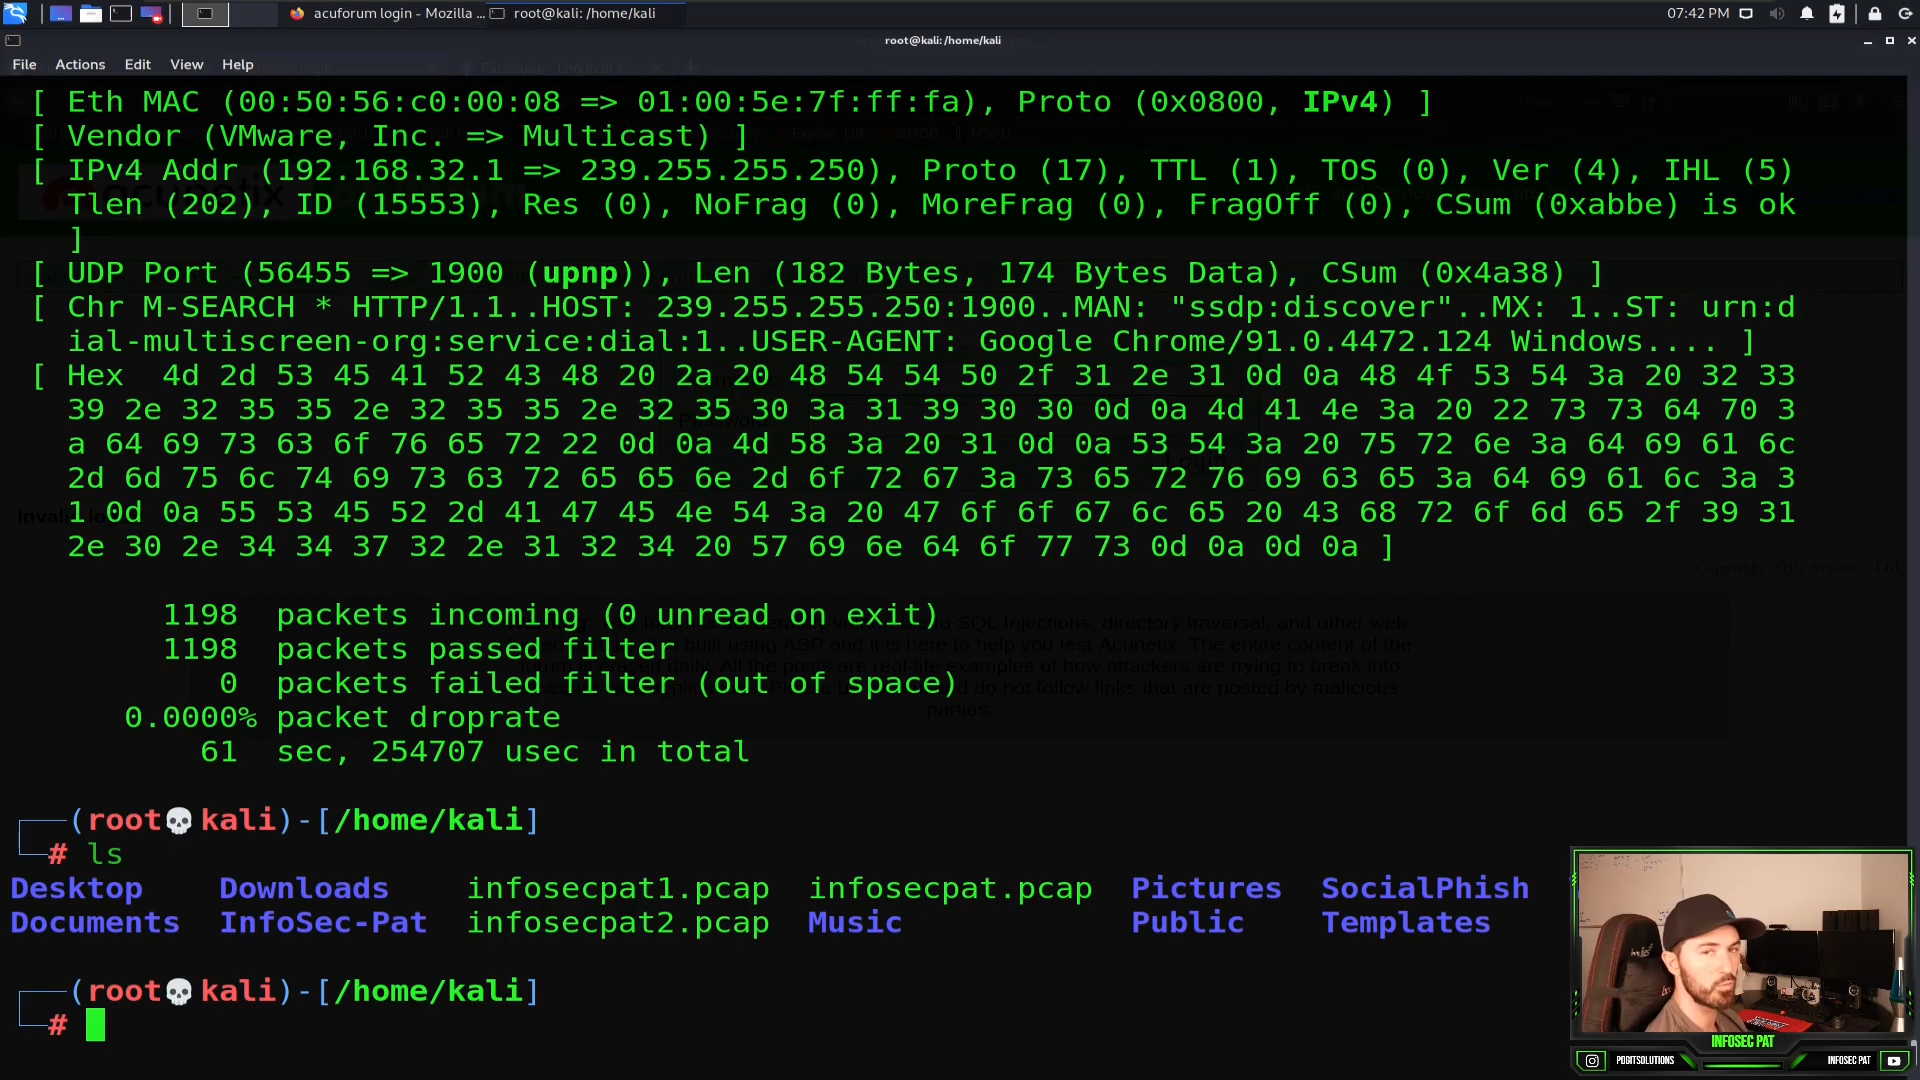 acuforum login - Mozilla ...
root@kali: /home/kali
07:42 PM
root@kali: /home/kali
File Actions Edit View Help
[ Eth MAC (00:50:56:c0:00:08 => 01:00:5e:7f:ff:fa), Proto (0x0800, IPv4) ]
[ Vendor (VMware, Inc. => Multicast) ]
[ IPv4 Addr (192.168.32.1 => 239.255.255.250), Proto (17), TTL (1), TOS (0), Ver (4), IHL (5)
Tlen (202), ID (15553), Res (0), NoFrag (0), MoreFrag (0), FragOff (0), CSum (0xabbe) is ok
]
[ UDP Port (56455 => 1900 (upnp)), Len (182 Bytes, 174 Bytes Data), CSum (0x4a38) ]
[ Chr M-SEARCH * HTTP/1.1..HOST: 239.255.255.250:1900..MAN: "ssdp:discover"..MX: 1..ST: urn:d
ial-multiscreen-org:service:dial:1..USER-AGENT: Google Chrome/91.0.4472.124 Windows.... ]
[ Hex  4d 2d 53 45 41 52 43 48 20 2a 20 48 54 54 50 2f 31 2e 31 0d 0a 48 4f 53 54 3a 20 32 33
39 2e 32 35 35 2e 32 35 35 2e 32 35 30 3a 31 39 30 30 0d 0a 4d 41 4e 3a 20 22 73 73 64 70 3
a 64 69 73 63 6f 76 65 72 22 0d 0a 4d 58 3a 20 31 0d 0a 53 54 3a 20 75 72 6e 3a 64 69 61 6c
2d 6d 75 6c 74 69 73 63 72 65 65 6e 2d 6f 72 67 3a 73 65 72 76 69 63 65 3a 64 69 61 6c 3a 3
1 0d 0a 55 53 45 52 2d 41 47 45 4e 54 3a 20 47 6f 6f 67 6c 65 20 43 68 72 6f 6d 65 2f 39 31
2e 30 2e 34 34 37 32 2e 31 32 34 20 57 69 6e 64 6f 77 73 0d 0a 0d 0a ]
1198 packets incoming (0 unread on exit)
1198 packets passed filter
0 packets failed filter (out of space)
0.0000% packet droprate
61 sec, 254707 usec in total
(root💀kali)-[/home/kali]
# ls
Desktop Downloads infosecpat1.pcap infosecpat.pcap Pictures SocialPhish
Documents InfoSec-Pat infosecpat2.pcap Music Public Templates
(root💀kali)-[/home/kali]
#
INFOSEC PAT
PDDITSOLUTIONS INFOSEC PAT